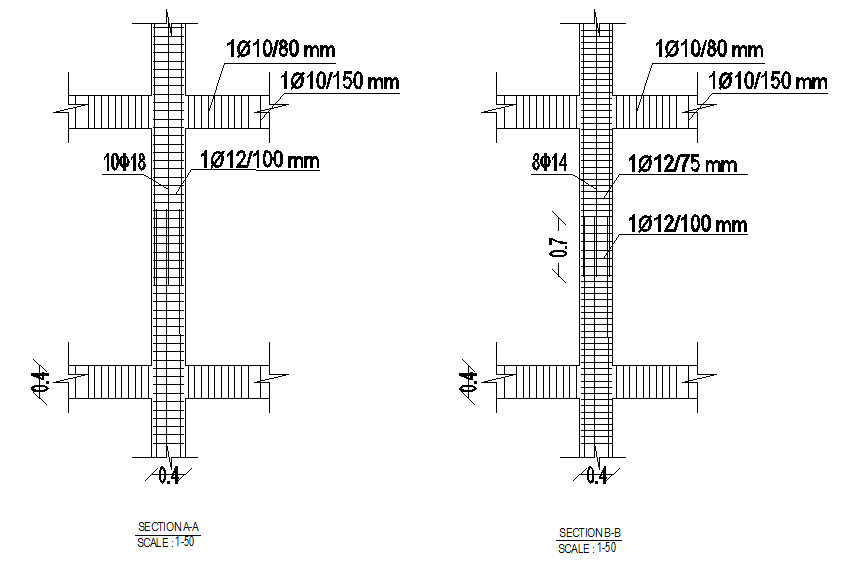 1Ø10/80 mm
1Ø10/150 mm
10Φ18
1Ø12/100 mm
0.4
0.4
SECTION A-A
SCALE : 1-50
1Ø10/80 mm
1Ø10/150 mm
8Φ14
1Ø12/75 mm
1Ø12/100 mm
0.7
0.4
0.4
SECTION B-B
SCALE : 1-50